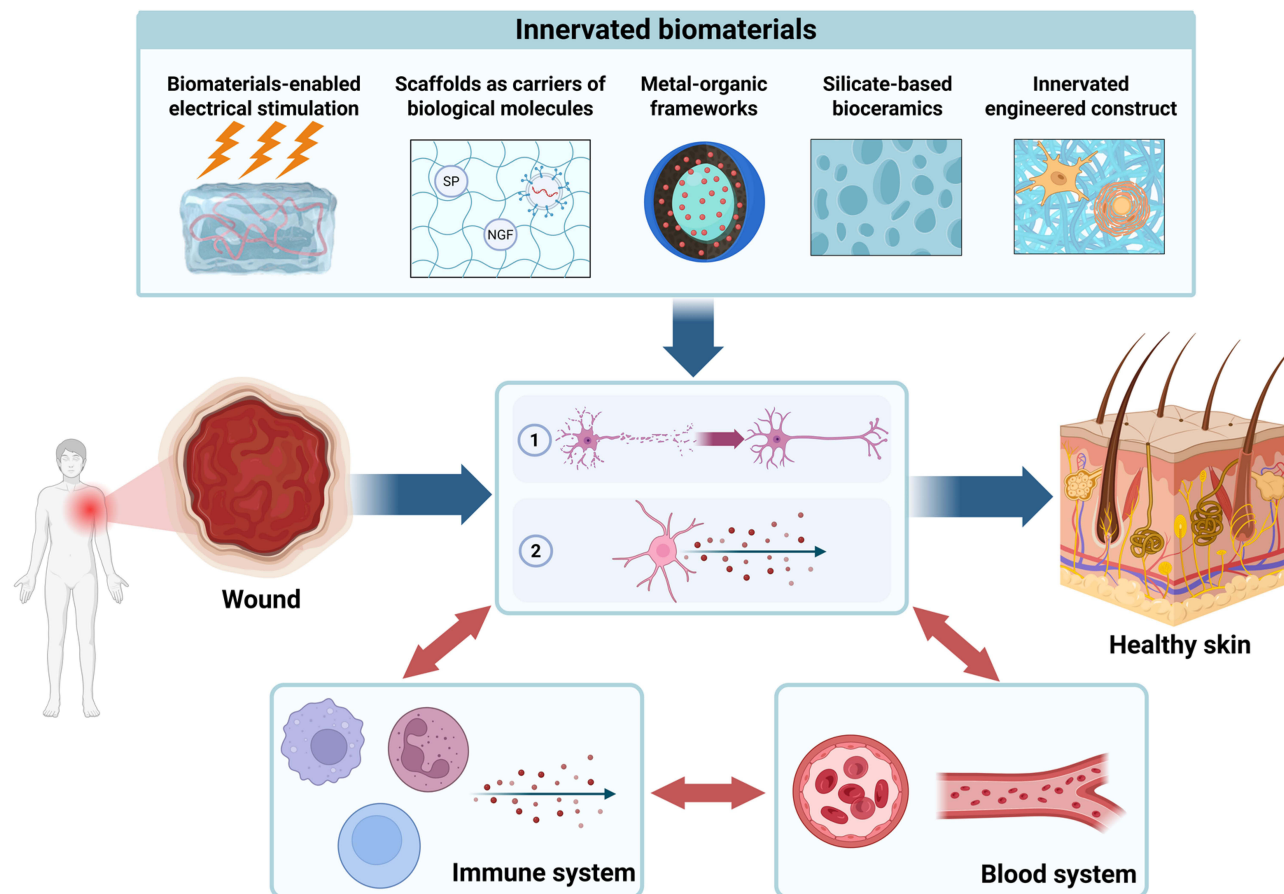 Innervated biomaterials
Biomaterials-enabled
electrical stimulation
Scaffolds as carriers of
biological molecules
Metal-organic
frameworks
Silicate-based
bioceramics
Innervated
engineered construct
SP
NGF
1
2
Wound
Healthy skin
Immune system
Blood system